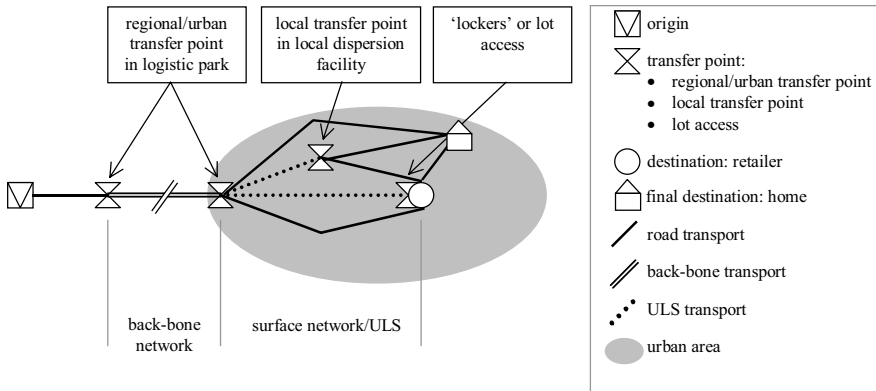 regional/urban
transfer point
in logistic park
local transfer point
in local dispersion
facility
‘lockers’ or lot
access
back-bone
network
surface network/ULS
origin
transfer point:
• regional/urban transfer point
• local transfer point
• lot access
destination: retailer
final destination: home
road transport
back-bone transport
ULS transport
urban area